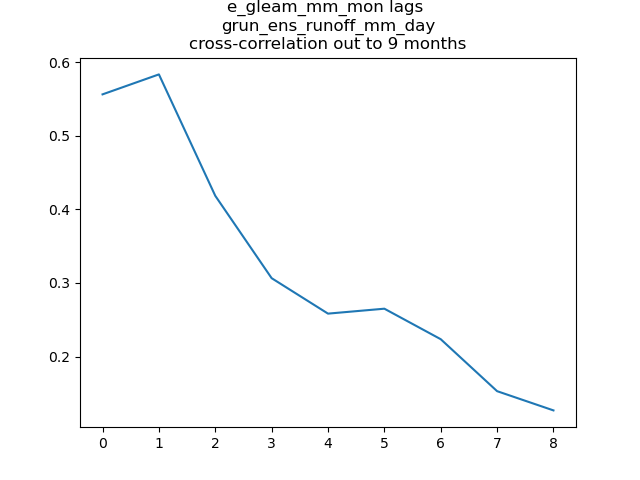 e_gleam_mm_mon lags
grun_ens_runoff_mm_day
cross-correlation out to 9 months
0.6
0.5
0.4
0.3
0.2
0 1 2 3 4 5 6 7 8